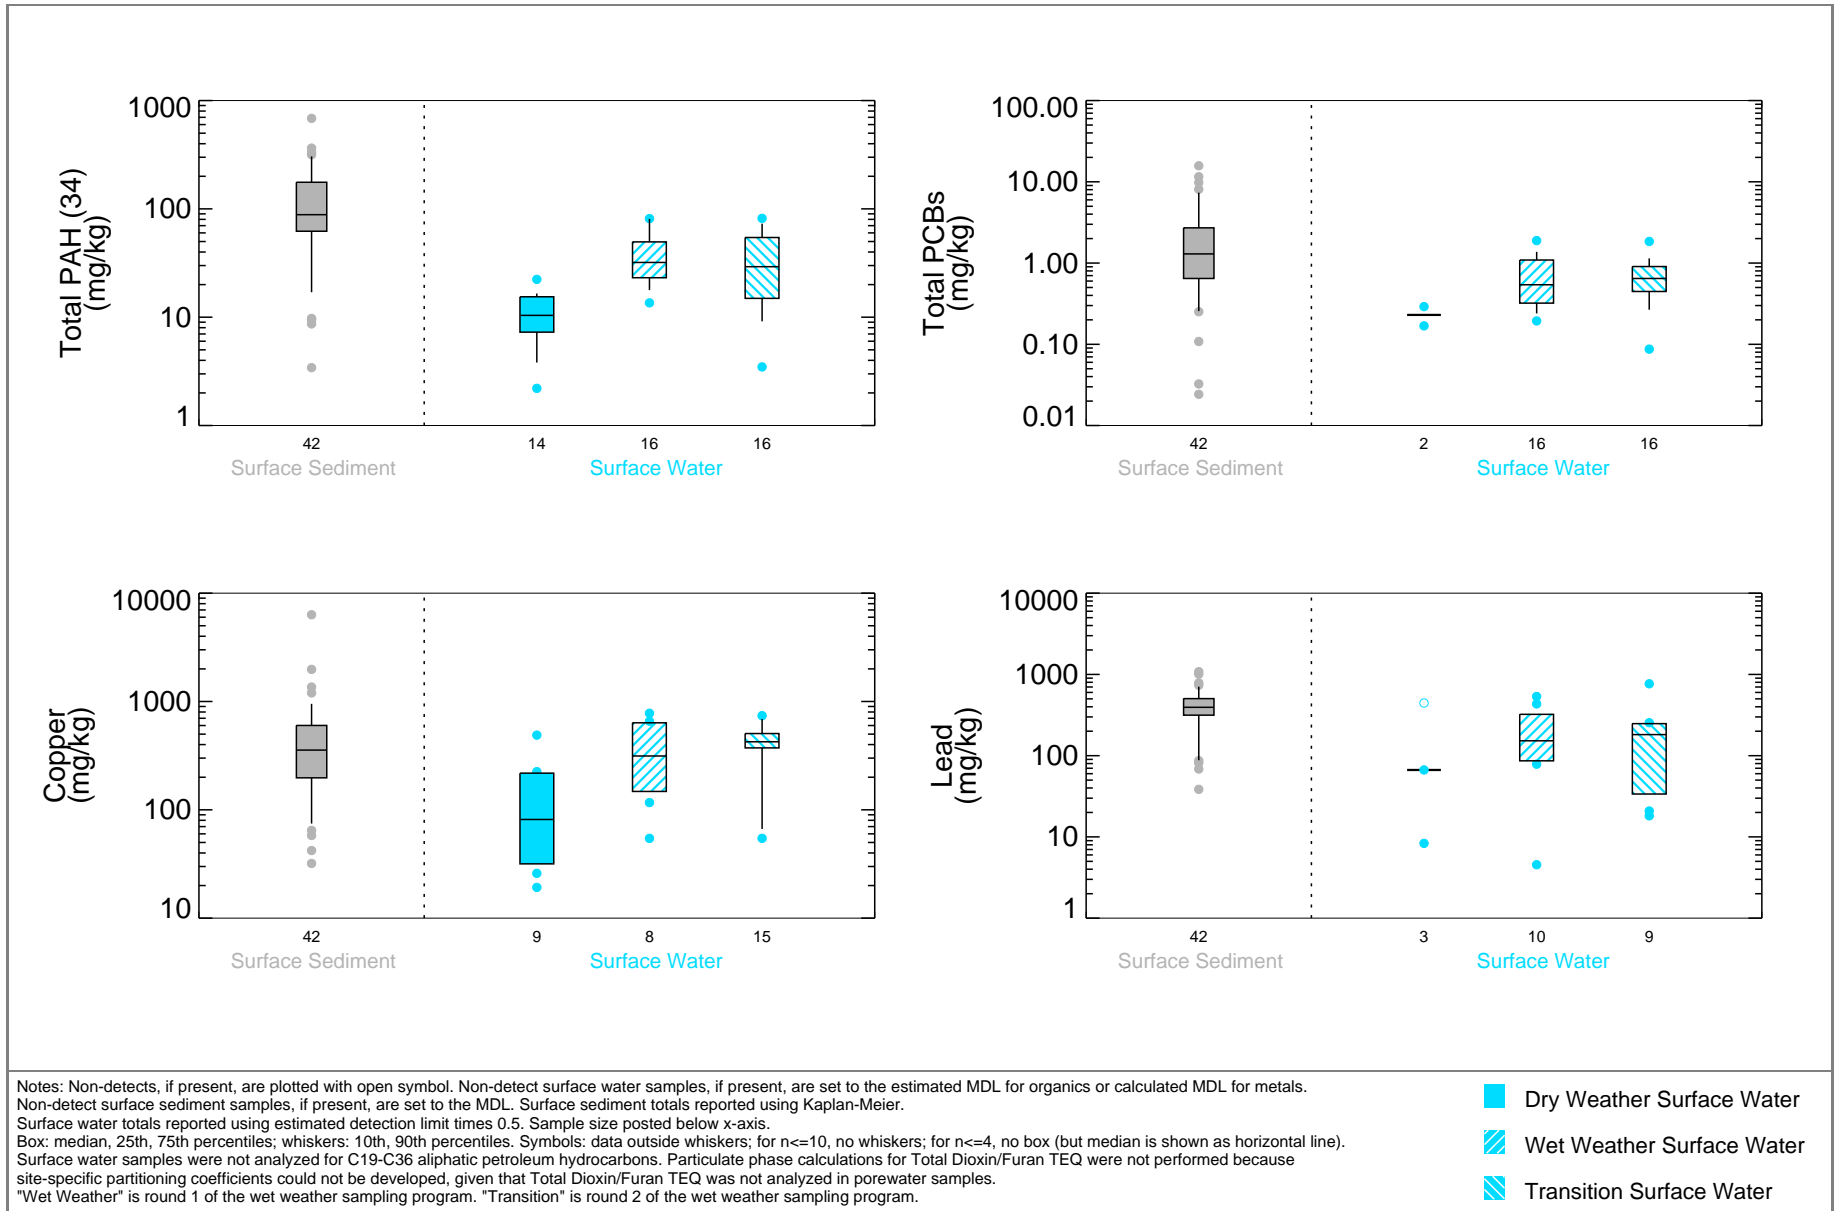 Total PAH (34)
(mg/kg)
1000
100
10
1
42
14
16
16
Surface Sediment
Surface Water
Total PCBs
(mg/kg)
100.00
10.00
1.00
0.10
0.01
42
2
16
16
Surface Sediment
Surface Water
Copper
(mg/kg)
10000
1000
100
10
42
9
8
15
Surface Sediment
Surface Water
Lead
(mg/kg)
10000
1000
100
10
1
42
3
10
9
Surface Sediment
Surface Water
Notes: Non-detects, if present, are plotted with open symbol. Non-detect surface water samples, if present, are set to the estimated MDL for organics or calculated MDL for metals.
Non-detect surface sediment samples, if present, are set to the MDL. Surface sediment totals reported using Kaplan-Meier.
Surface water totals reported using estimated detection limit times 0.5. Sample size posted below x-axis.
Box: median, 25th, 75th percentiles; whiskers: 10th, 90th percentiles. Symbols: data outside whiskers; for n<=10, no whiskers; for n<=4, no box (but median is shown as horizontal line).
Surface water samples were not analyzed for C19-C36 aliphatic petroleum hydrocarbons. Particulate phase calculations for Total Dioxin/Furan TEQ were not performed because
site-specific partitioning coefficients could not be developed, given that Total Dioxin/Furan TEQ was not analyzed in porewater samples.
"Wet Weather" is round 1 of the wet weather sampling program. "Transition" is round 2 of the wet weather sampling program.
Dry Weather Surface Water
Wet Weather Surface Water
Transition Surface Water